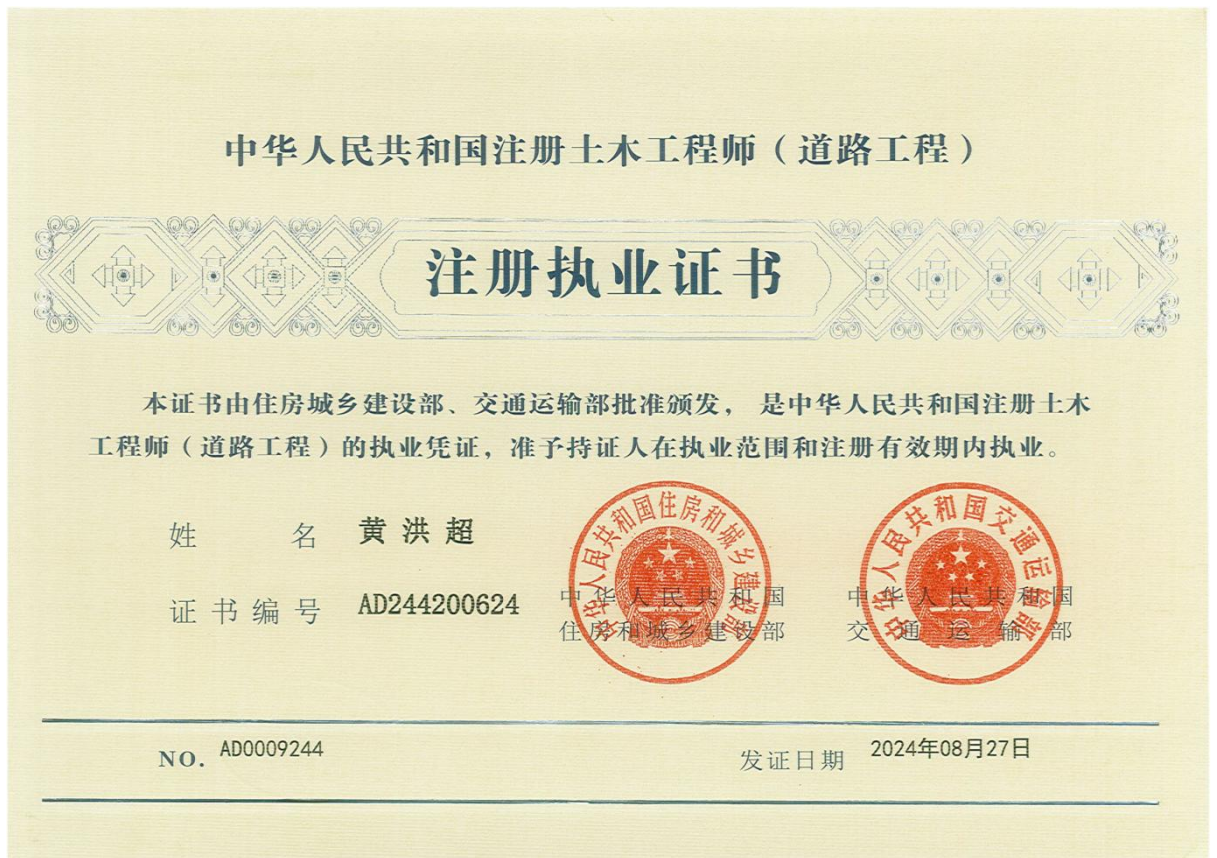 中华人民共和国注册土木工程师（道路工程）
注册执业证书
本证书由住房城乡建设部、交通运输部批准颁发， 是中华人民共和国注册土木
工程师（道路工程）的执业凭证，准予持证人在执业范围和注册有效期内执业。
姓 名 黄洪超
证书编号 AD244200624
中华人民共和国住房和城乡建设部
中华人民共和国
住房和城乡建设部
中华人民共和国交通运输部
中华人民共和国
交通运输部
NO. AD0009244
发证日期 2024年08月27日